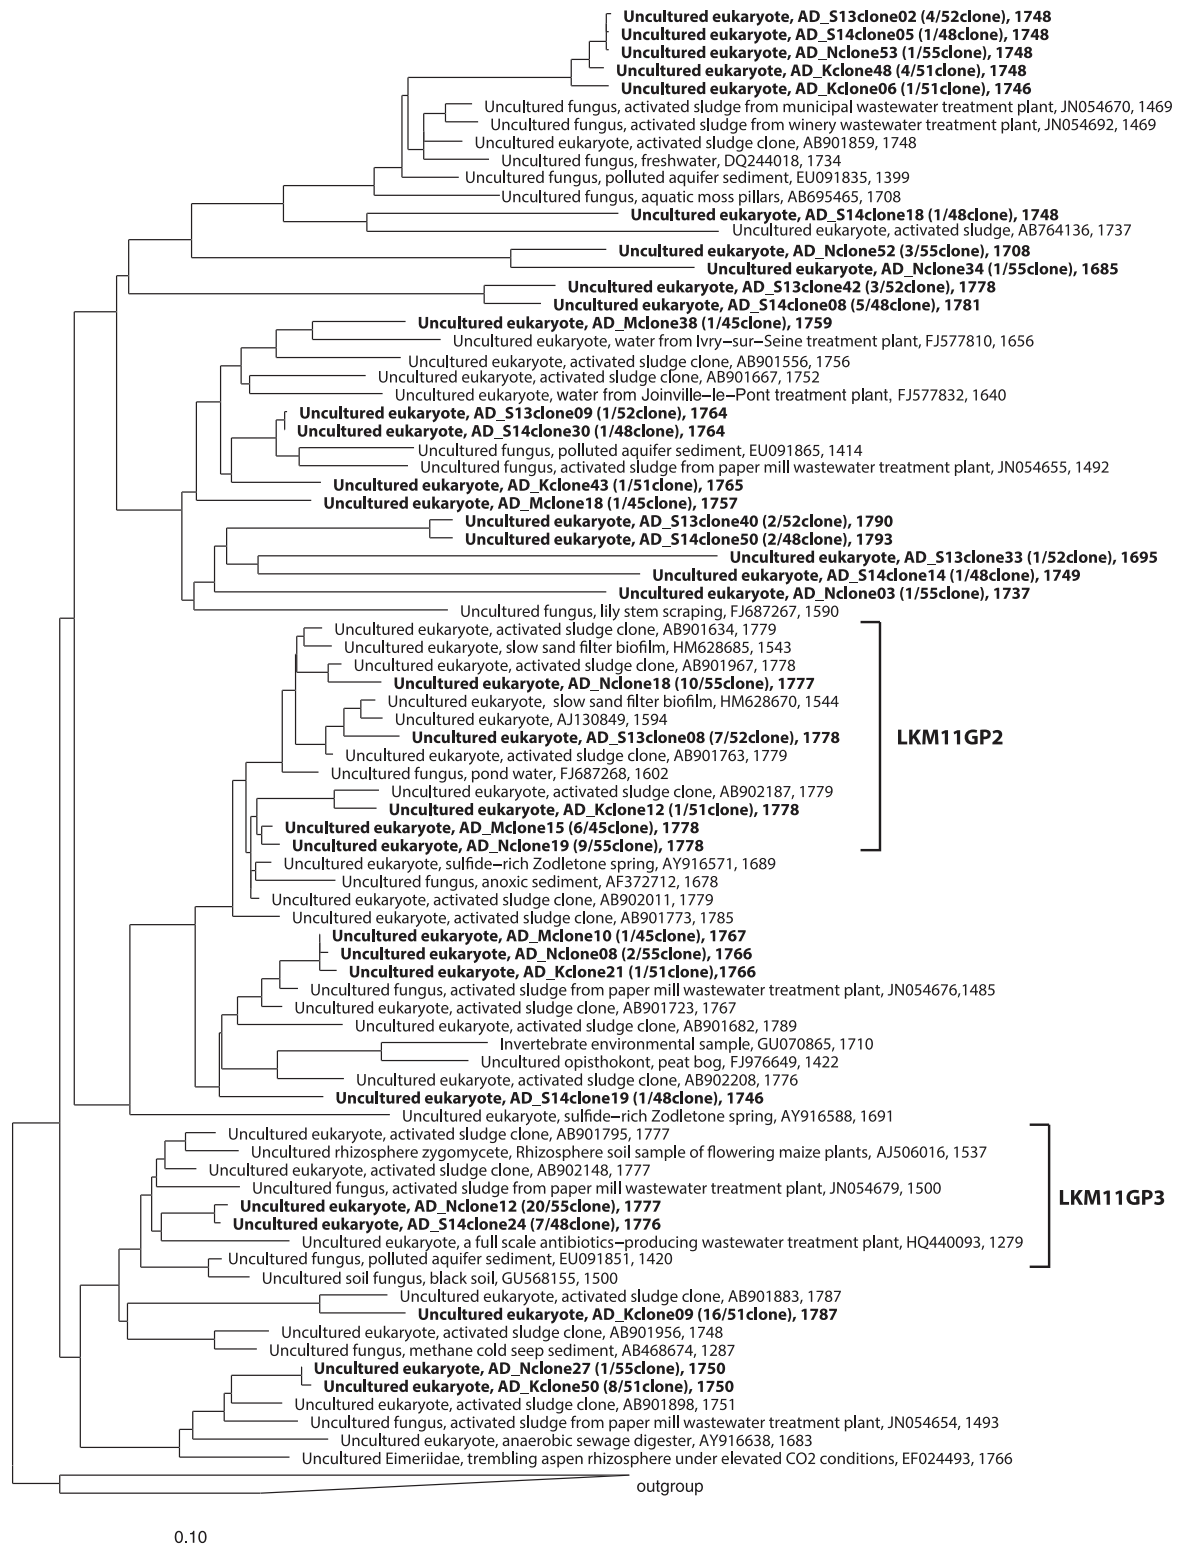 Uncultured eukaryote, AD_S13clone02 (4/52clone), 1748
Uncultured eukaryote, AD_S14clone05 (1/48clone), 1748
Uncultured eukaryote, AD_Nclone53 (1/55clone), 1748
Uncultured eukaryote, AD_Kclone48 (4/51clone), 1748
Uncultured eukaryote, AD_Kclone06 (1/51clone), 1746
Uncultured fungus, activated sludge from municipal wastewater treatment plant, JN054670, 1469
Uncultured fungus, activated sludge from winery wastewater treatment plant, JN054692, 1469
Uncultured eukaryote, activated sludge clone, AB901859, 1748
Uncultured fungus, freshwater, DQ244018, 1734
Uncultured fungus, polluted aquifer sediment, EU091835, 1399
Uncultured fungus, aquatic moss pillars, AB695465, 1708
Uncultured eukaryote, AD_S14clone18 (1/48clone), 1748
Uncultured eukaryote, activated sludge, AB764136, 1737
Uncultured eukaryote, AD_Nclone52 (3/55clone), 1708
Uncultured eukaryote, AD_Nclone34 (1/55clone), 1685
Uncultured eukaryote, AD_S13clone42 (3/52clone), 1778
Uncultured eukaryote, AD_S14clone08 (5/48clone), 1781
Uncultured eukaryote, AD_Mclone38 (1/45clone), 1759
Uncultured eukaryote, water from Ivry−sur−Seine treatment plant, FJ577810, 1656
Uncultured eukaryote, activated sludge clone, AB901556, 1756
Uncultured eukaryote, activated sludge clone, AB901667, 1752
Uncultured eukaryote, water from Joinville−le−Pont treatment plant, FJ577832, 1640
Uncultured eukaryote, AD_S13clone09 (1/52clone), 1764
Uncultured eukaryote, AD_S14clone30 (1/48clone), 1764
Uncultured fungus, polluted aquifer sediment, EU091865, 1414
Uncultured fungus, activated sludge from paper mill wastewater treatment plant, JN054655, 1492
Uncultured eukaryote, AD_Kclone43 (1/51clone), 1765
Uncultured eukaryote, AD_Mclone18 (1/45clone), 1757
Uncultured eukaryote, AD_S13clone40 (2/52clone), 1790
Uncultured eukaryote, AD_S14clone50 (2/48clone), 1793
Uncultured eukaryote, AD_S13clone33 (1/52clone), 1695
Uncultured eukaryote, AD_S14clone14 (1/48clone), 1749
Uncultured eukaryote, AD_Nclone03 (1/55clone), 1737
Uncultured fungus, lily stem scraping, FJ687267, 1590
Uncultured eukaryote, activated sludge clone, AB901634, 1779
Uncultured eukaryote, slow sand filter biofilm, HM628685, 1543
Uncultured eukaryote, activated sludge clone, AB901967, 1778
Uncultured eukaryote, AD_Nclone18 (10/55clone), 1777
Uncultured eukaryote, slow sand filter biofilm, HM628670, 1544
Uncultured eukaryote, AJ130849, 1594
Uncultured eukaryote, AD_S13clone08 (7/52clone), 1778
LKM11GP2
Uncultured eukaryote, activated sludge clone, AB901763, 1779
Uncultured fungus, pond water, FJ687268, 1602
Uncultured eukaryote, activated sludge clone, AB902187, 1779
Uncultured eukaryote, AD_Kclone12 (1/51clone), 1778
Uncultured eukaryote, AD_Mclone15 (6/45clone), 1778
Uncultured eukaryote, AD_Nclone19 (9/55clone), 1778
Uncultured eukaryote, sulfide−rich Zodletone spring, AY916571, 1689
Uncultured fungus, anoxic sediment, AF372712, 1678
Uncultured eukaryote, activated sludge clone, AB902011, 1779
Uncultured eukaryote, activated sludge clone, AB901773, 1785
Uncultured eukaryote, AD_Mclone10 (1/45clone), 1767
Uncultured eukaryote, AD_Nclone08 (2/55clone), 1766
Uncultured eukaryote, AD_Kclone21 (1/51clone),1766
Uncultured fungus, activated sludge from paper mill wastewater treatment plant, JN054676,1485
Uncultured eukaryote, activated sludge clone, AB901723, 1767
Uncultured eukaryote, activated sludge clone, AB901682, 1789
Invertebrate environmental sample, GU070865, 1710
Uncultured opisthokont, peat bog, FJ976649, 1422
Uncultured eukaryote, activated sludge clone, AB902208, 1776
Uncultured eukaryote, AD_S14clone19 (1/48clone), 1746
Uncultured eukaryote, sulfide−rich Zodletone spring, AY916588, 1691
Uncultured eukaryote, activated sludge clone, AB901795, 1777
Uncultured rhizosphere zygomycete, Rhizosphere soil sample of flowering maize plants, AJ506016, 1537
Uncultured eukaryote, activated sludge clone, AB902148, 1777
Uncultured fungus, activated sludge from paper mill wastewater treatment plant, JN054679, 1500
LKM11GP3
Uncultured eukaryote, AD_Nclone12 (20/55clone), 1777
Uncultured eukaryote, AD_S14clone24 (7/48clone), 1776
Uncultured eukaryote, a full scale antibiotics−producing wastewater treatment plant, HQ440093, 1279
Uncultured fungus, polluted aquifer sediment, EU091851, 1420
Uncultured soil fungus, black soil, GU568155, 1500
Uncultured eukaryote, activated sludge clone, AB901883, 1787
Uncultured eukaryote, AD_Kclone09 (16/51clone), 1787
Uncultured eukaryote, activated sludge clone, AB901956, 1748
Uncultured fungus, methane cold seep sediment, AB468674, 1287
Uncultured eukaryote, AD_Nclone27 (1/55clone), 1750
Uncultured eukaryote, AD_Kclone50 (8/51clone), 1750
Uncultured eukaryote, activated sludge clone, AB901898, 1751
Uncultured fungus, activated sludge from paper mill wastewater treatment plant, JN054654, 1493
Uncultured eukaryote, anaerobic sewage digester, AY916638, 1683
Uncultured Eimeriidae, trembling aspen rhizosphere under elevated CO2 conditions, EF024493, 1766
outgroup
0.10